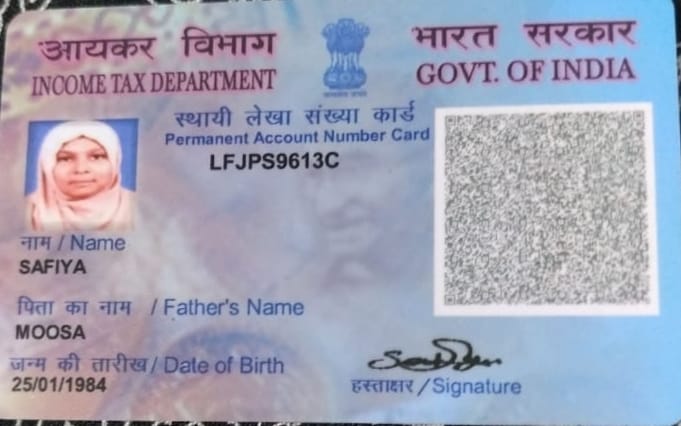 आयकर विभाग
INCOME TAX DEPARTMENT
भारत सरकार
GOVT. OF INDIA
स्थायी लेखा संख्या कार्ड
Permanent Account Number Card
LFJPS9613C
नाम / Name
SAFIYA
पिता का नाम / Father's Name
MOOSA
जन्म की तारीख / Date of Birth
25/01/1984
हस्ताक्षर / Signature